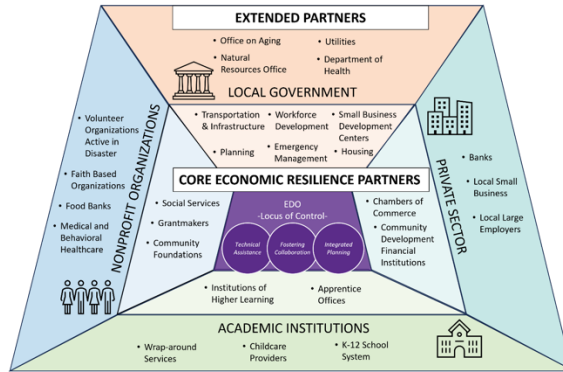 EXTENDED PARTNERS
• Office on Aging
• Natural
Resources Office
• Utilities
• Department of
Health
LOCAL GOVERNMENT
• Transportation
& Infrastructure
• Workforce
Development
• Small Business
Development
Centers
• Planning
• Emergency
Management
• Housing
NONPROFIT ORGANIZATIONS
• Volunteer
Organizations
Active in
Disaster
• Faith Based
Organizations
• Food Banks
• Medical and
Behavioral
Healthcare
CORE ECONOMIC RESILIENCE PARTNERS
• Social Services
• Grantmakers
• Community
Foundations
EDO
-Locus of Control-
Technical
Assistance
Fostering
Collaboration
Integrated
Planning
• Chambers of
Commerce
• Community
Development
Financial
Institutions
PRIVATE SECTOR
• Banks
• Local Small
Business
• Local Large
Employers
• Institutions of
Higher Learning
• Apprentice
Offices
ACADEMIC INSTITUTIONS
• Wrap-around
Services
• Childcare
Providers
• K-12 School
System